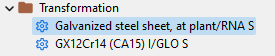 Transformation
Galvanized steel sheet, at plant/RNA S
GX12Cr14 (CA15) I/GLO S